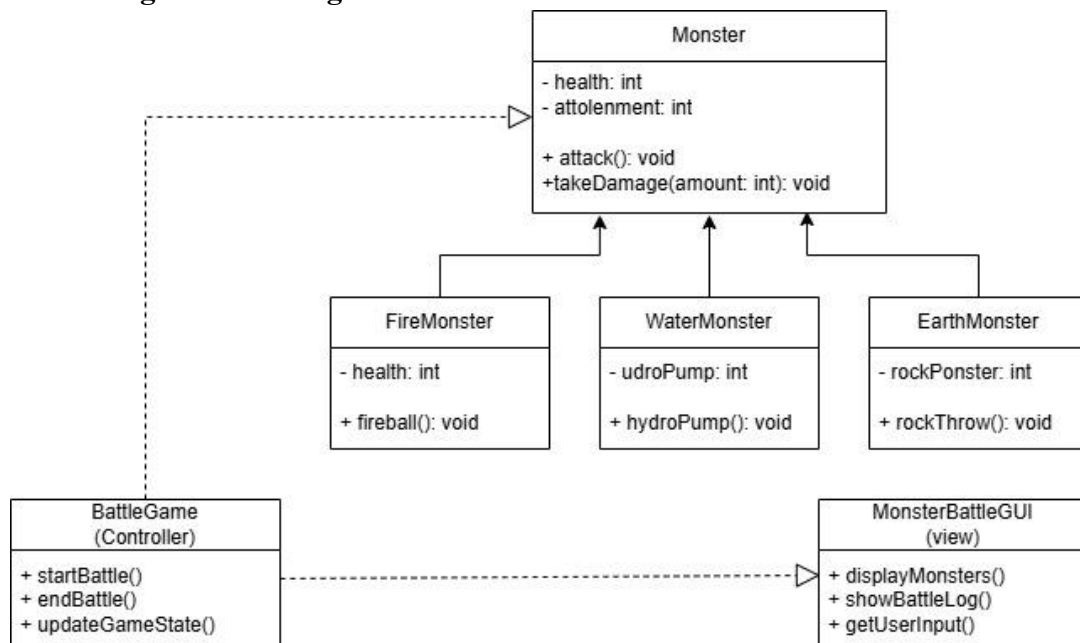 Monster
- health: int
- attolenment: int
+ attack(): void
+takeDamage(amount: int): void
FireMonster
- health: int
+ fireball(): void
WaterMonster
- udroPump: int
+ hydroPump(): void
EarthMonster
- rockPonster: int
+ rockThrow(): void
BattleGame
(Controller)
+ startBattle()
+ endBattle()
+ updateGameState()
MonsterBattleGUI
(view)
+ displayMonsters()
+ showBattleLog()
+ getUserInput()